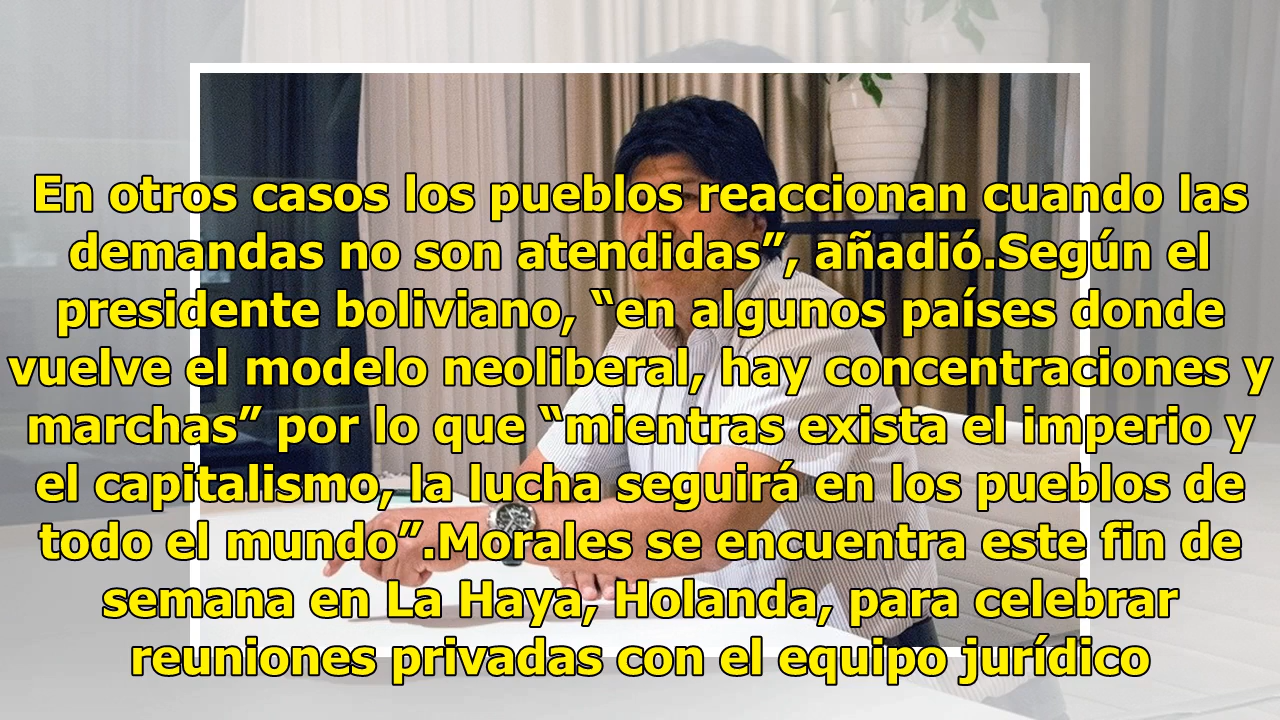 En otros casos los pueblos reaccionan cuando las
demandas no son atendidas”, añadió.Según el
presidente boliviano, “en algunos países donde
vuelve el modelo neoliberal, hay concentraciones y
marchas” por lo que “mientras exista el imperio y
el capitalismo, la lucha seguirá en los pueblos de
todo el mundo”.Morales se encuentra este fin de
semana en La Haya, Holanda, para celebrar
reuniones privadas con el equipo jurídico